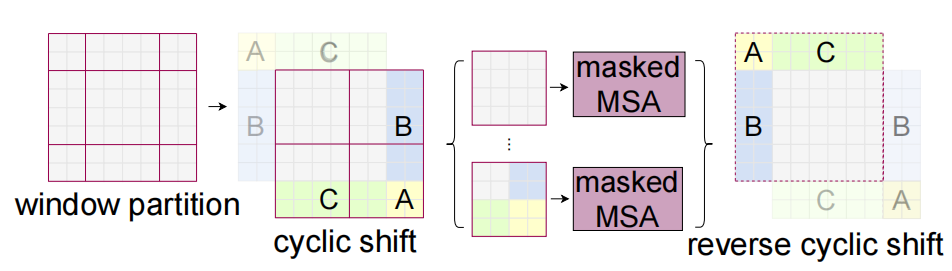 A
C
B
B
C
A
window partition
cyclic shift
masked
MSA
...
masked
MSA
A
C
B
B
C
A
reverse cyclic shift